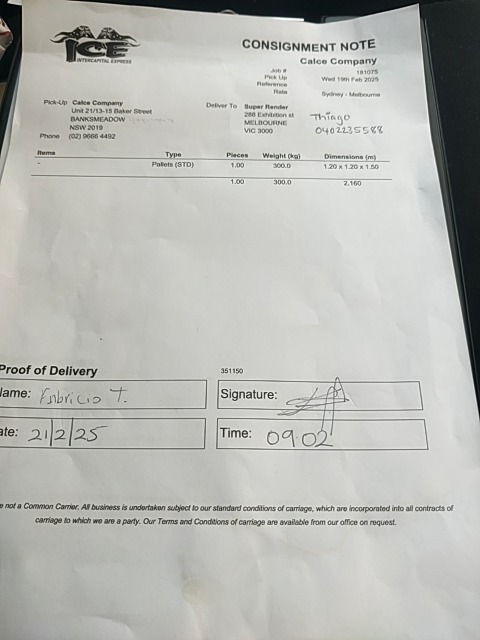 ICE
INTERCAPITAL EXPRESS
CONSIGNMENT NOTE
Calce Company
Job # 181075
Pick Up Wed 19th Feb 2025
Reference
Rate Sydney - Melbourne
Pick-Up Calce Company
Unit 21/13-15 Baker Street
BANKSMEADOW
NSW 2019
Phone (02) 9666 4492
Deliver To Super Render
288 Exhibition st
MELBOURNE
VIC 3000
Thiago
0402235588
Items Type Pieces Weight (kg) Dimensions (m)
- Pallets (STD) 1.00 300.0 1.20 x 1.20 x 1.50
1.00 300.0 2.160
Proof of Delivery 351150
Name: Fabricio T. Signature:
ate: 21/2/25 Time: 09.02
e not a Common Carrier. All business is undertaken subject to our standard conditions of carriage, which are incorporated into all contracts of
carriage to which we are a party. Our Terms and Conditions of carriage are available from our office on request.